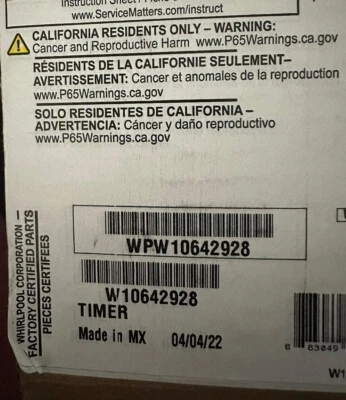 www.ServiceMatters.com/instruct
CALIFORNIA RESIDENTS ONLY – WARNING:
Cancer and Reproductive Harm www.P65Warnings.ca.gov
RÉSIDENTS DE LA CALIFORNIE SEULEMENT–
AVERTISSEMENT: Cancer et anomales de la reproduction
www.P65Warnings.ca.gov
SOLO RESIDENTES DE CALIFORNIA –
ADVERTENCIA: Cáncer y daño reproductivo
www.P65Warnings.ca.gov
WHIRLPOOL CORPORATION –
FACTORY CERTIFIED PARTS
PIECES CERTIFEES
WPW10642928
W10642928
TIMER
Made in MX 04/04/22
8 83049
W1